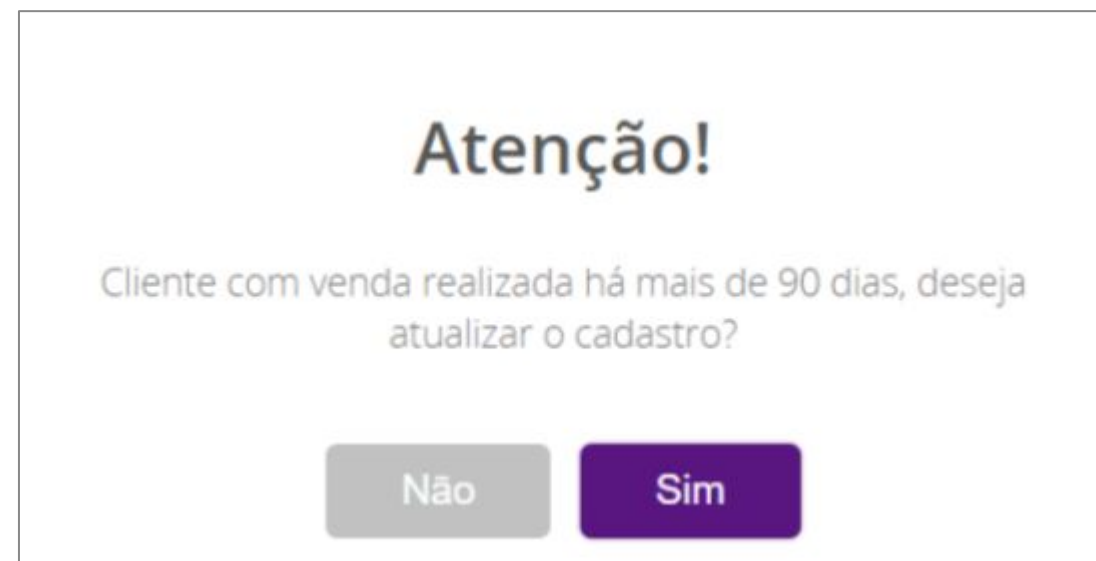 Atenção!
Cliente com venda realizada há mais de 90 dias, deseja
atualizar o cadastro?
Não Sim